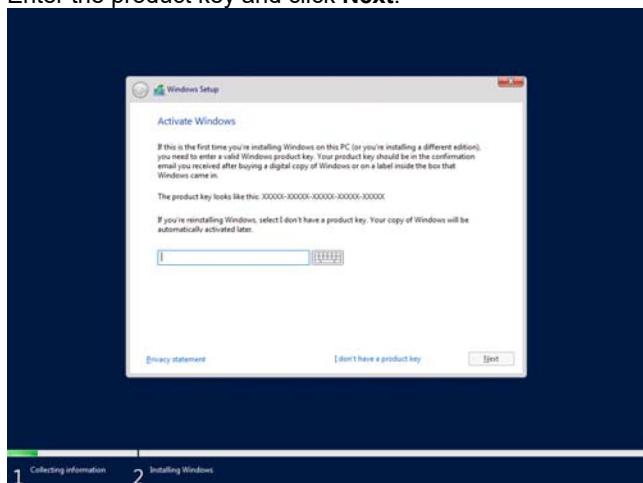 Enter the product key and click Next.
Windows Setup
Activate Windows
If this is the first time you're installing Windows on this PC (or you're installing a different edition),
you need to enter a valid Windows product key. Your product key should be in the confirmation
email you received after buying a digital copy of Windows or on a label inside the box that
Windows came in.
The product key looks like this: XXXXX-XXXXX-XXXXX-XXXXX-XXXXX
If you're reinstalling Windows, select I don't have a product key. Your copy of Windows will be
automatically activated later.
Privacy statement
I don't have a product key
Next
1 Collecting information
2 Installing Windows